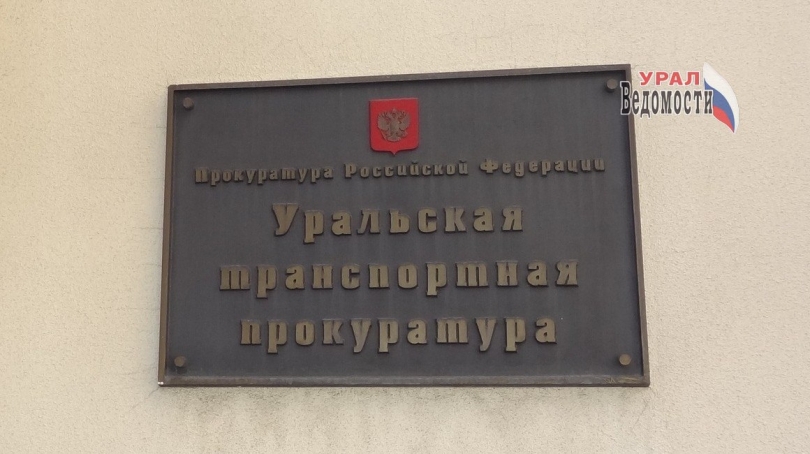 УРАЛ
ВЕДОМОСТИ
Прокуратура Российской Федерации
Уральская
транспортная
прокуратура